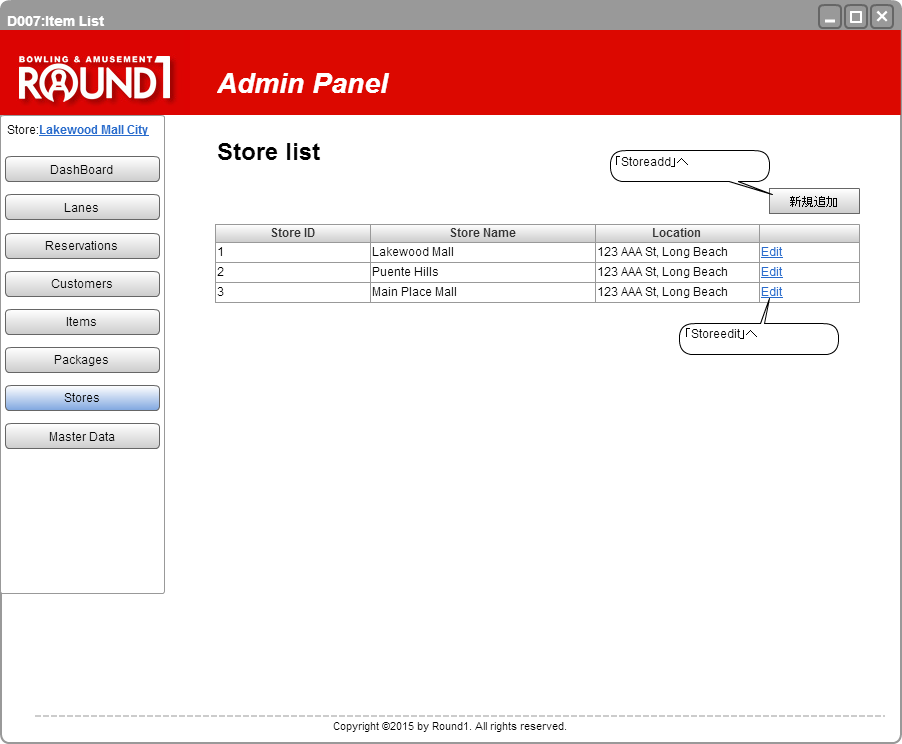 D007:Item List
BOWLING & AMUSEMENT
ROUND1
Admin Panel
Store:Lakewood Mall City
DashBoard
Lanes
Reservations
Customers
Items
Packages
Stores
Master Data
Store list
「Storeadd」へ
新規追加
Store ID Store Name Location
1 Lakewood Mall 123 AAA St, Long Beach Edit
2 Puente Hills 123 AAA St, Long Beach Edit
3 Main Place Mall 123 AAA St, Long Beach Edit
「Storeedit」へ
Copyright ©2015 by Round1. All rights reserved.